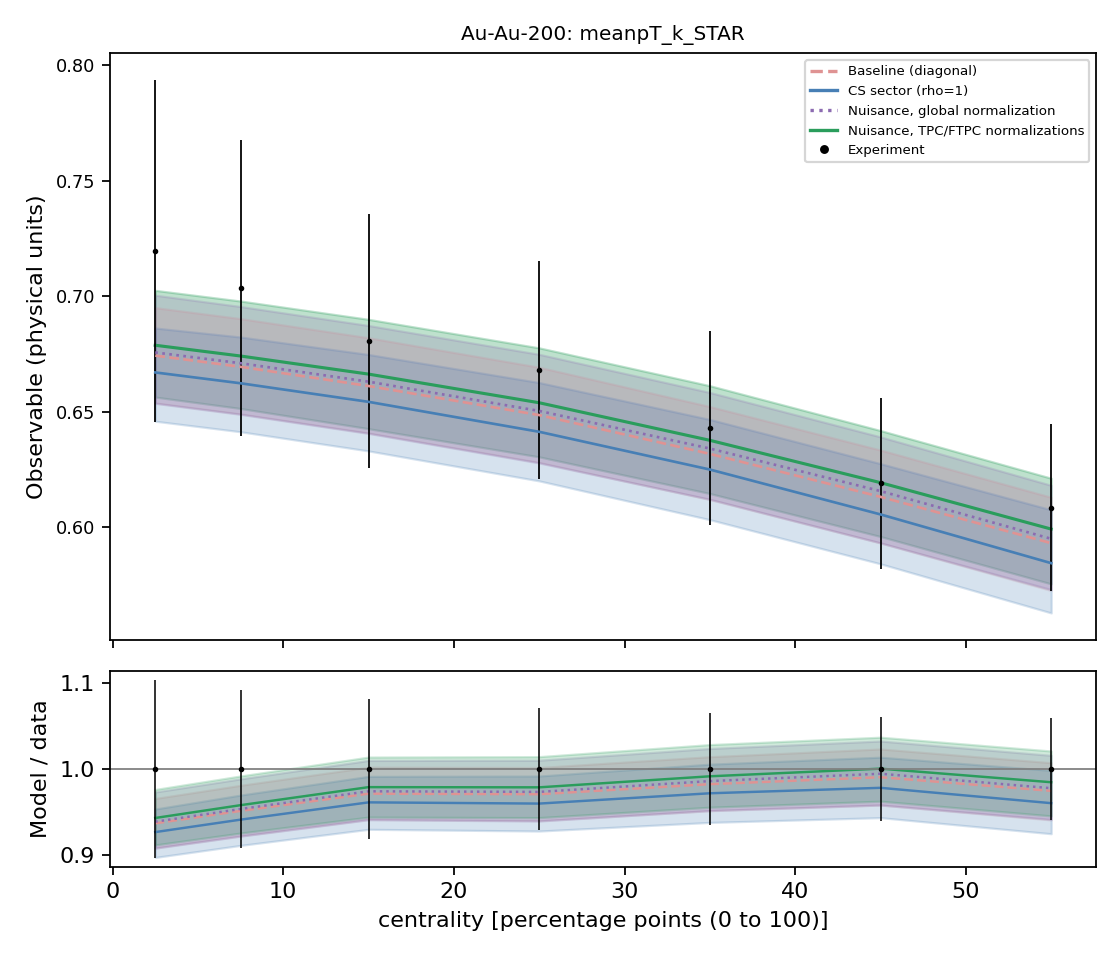 Au-Au-200: meanpT_k_STAR
Observable (physical units)
0.80
0.75
0.70
0.65
0.60
Baseline (diagonal)
CS sector (rho=1)
Nuisance, global normalization
Nuisance, TPC/FTPC normalizations
Experiment
Model / data
1.1
1.0
0.9
0 10 20 30 40 50
centrality [percentage points (0 to 100)]